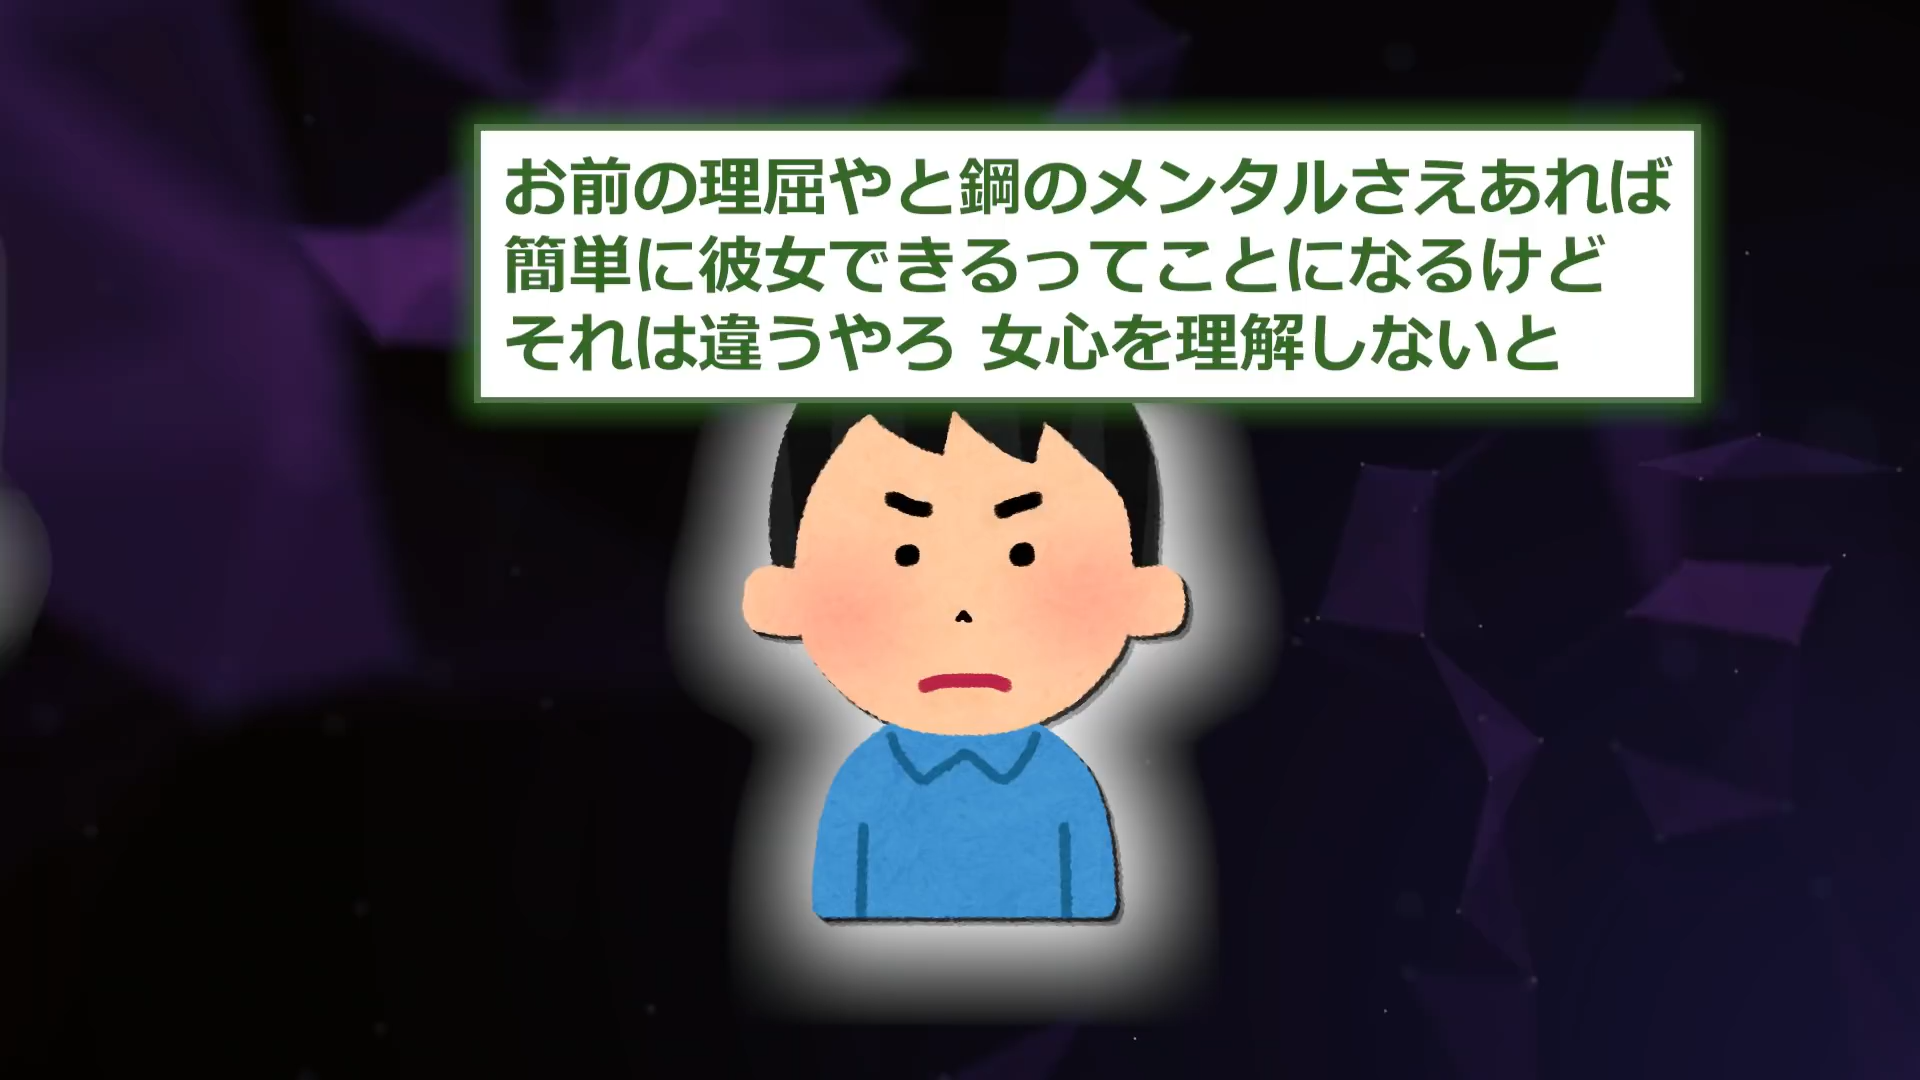 お前の理屈やと鋼のメンタルさえあれば
簡単に彼女できるってことになるけど
それは違うやろ 女心を理解しないと